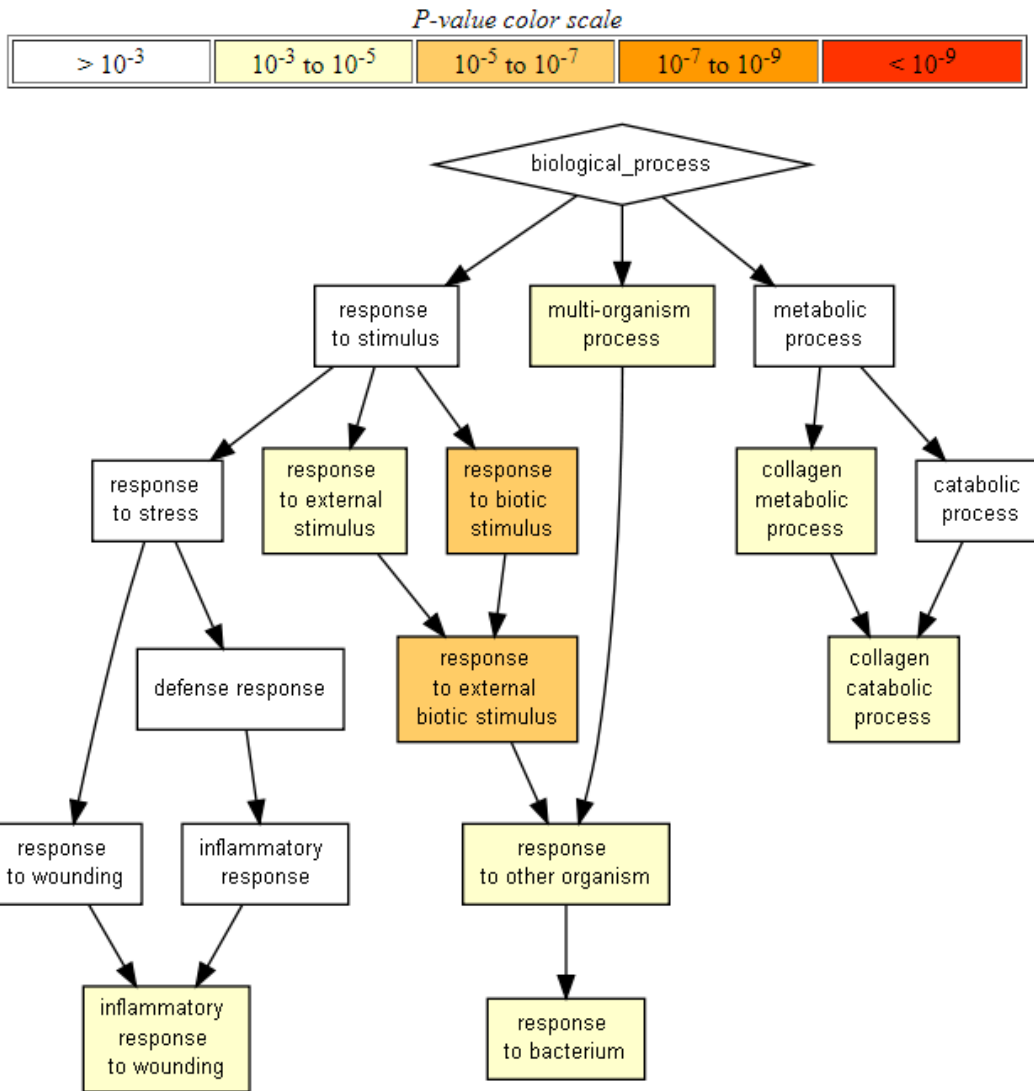 P-value color scale
> 10-3 10-3 to 10-5 10-5 to 10-7 10-7 to 10-9 < 10-9
biological_process
response
to stimulus
multi-organism
process
metabolic
process
response
to stress
response
to external
stimulus
response
to biotic
stimulus
collagen
metabolic
process
catabolic
process
defense response
response
to external
biotic stimulus
collagen
catabolic
process
response
to wounding
inflammatory
response
response
to other organism
inflammatory
response
to wounding
response
to bacterium